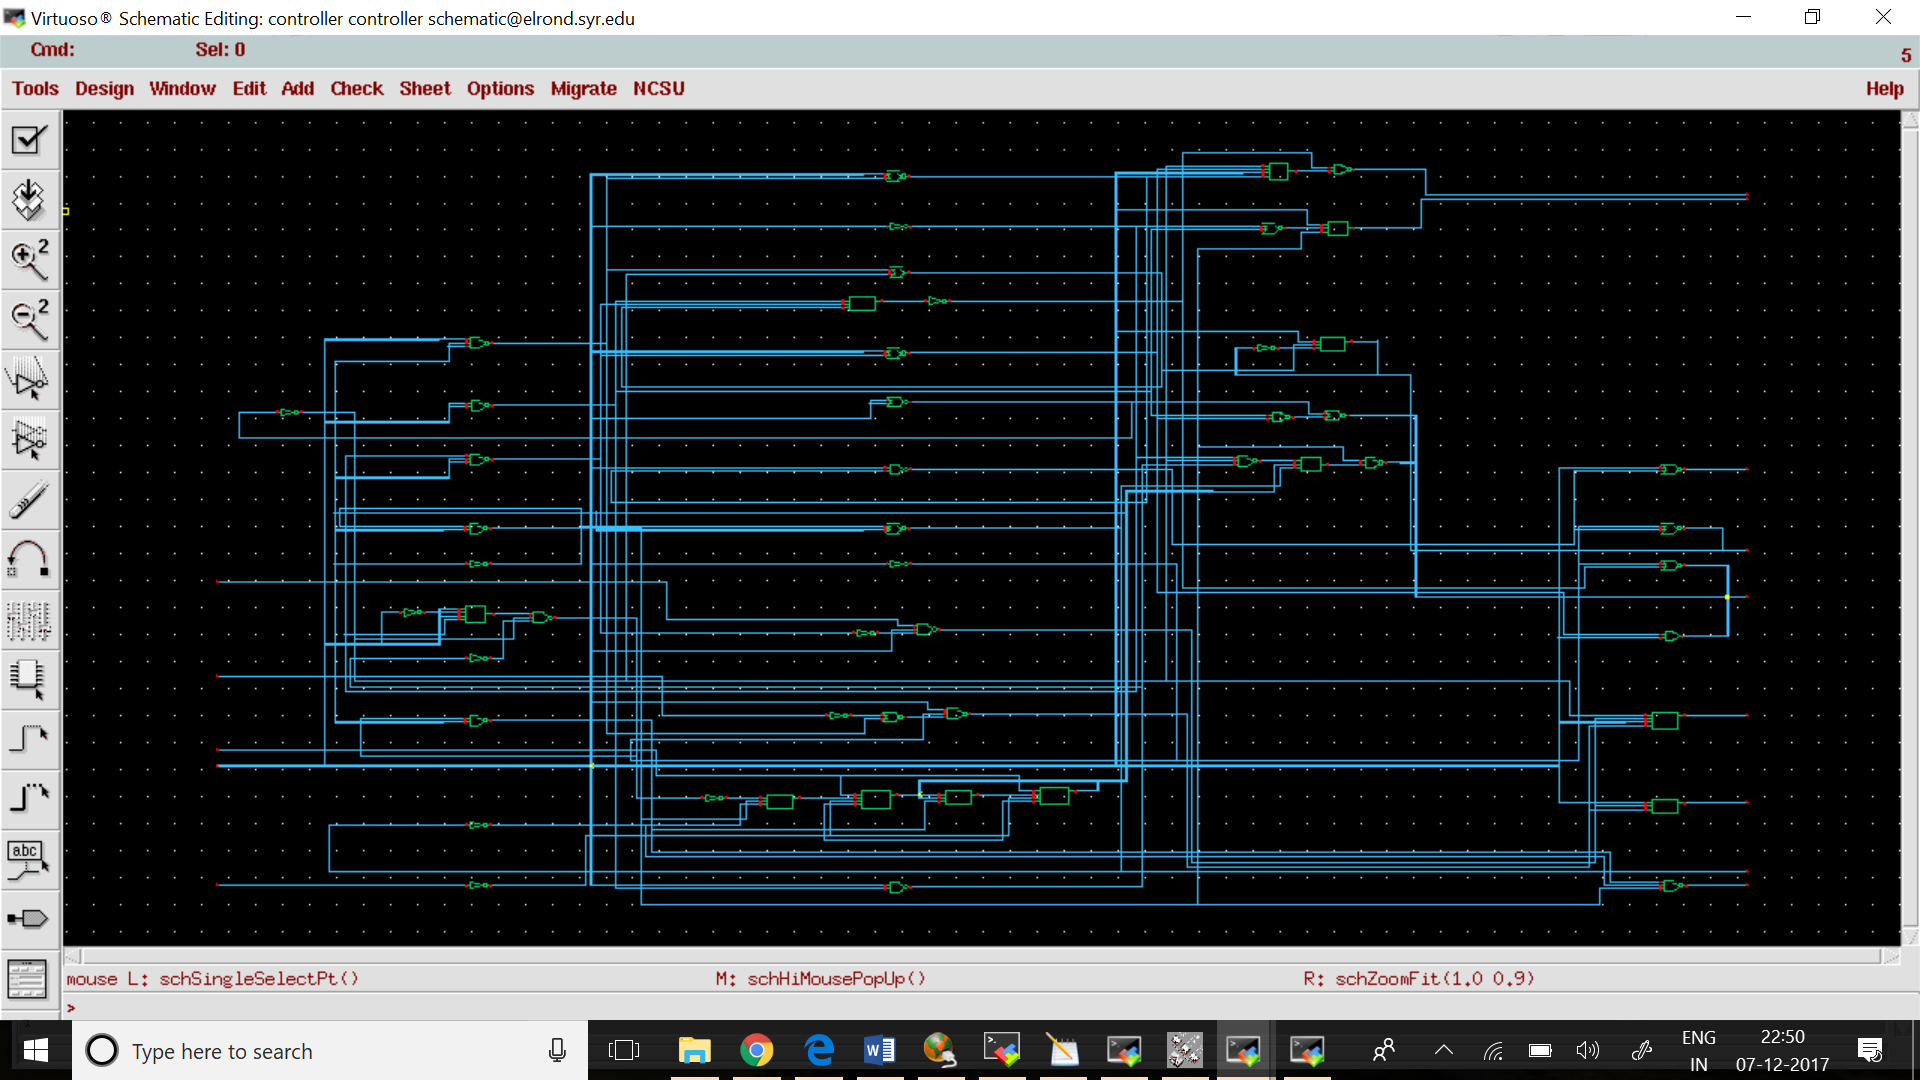 Virtuoso® Schematic Editing: controller controller schematic@elrond.syr.edu
Cmd: Sel: 0 5
Tools Design Window Edit Add Check Sheet Options Migrate NCSU Help
2
2
abc
mouse L: schSingleSelectPt() M: schHiMousePopUp() R: schZoomFit(1.0 0.9)
>
Type here to search
ENG
IN
22:50
07-12-2017